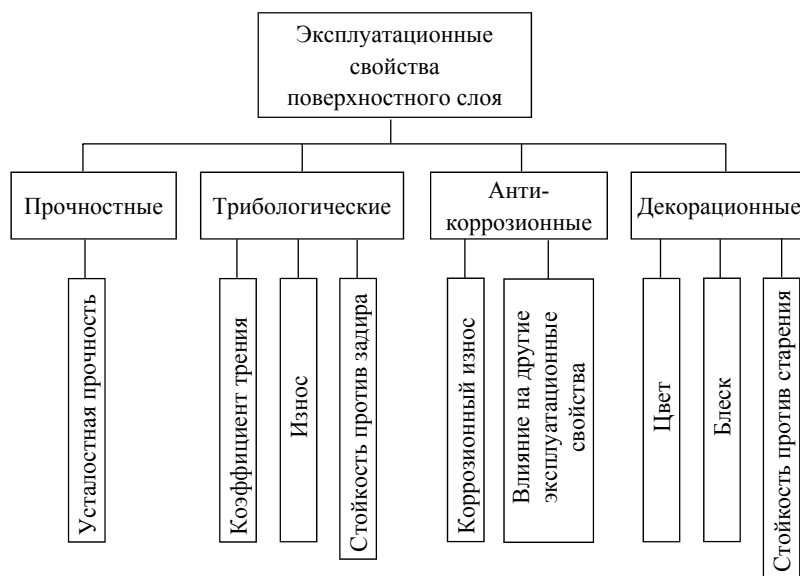 Эксплуатационные
свойства
поверхностного слоя
Прочностные
Трибологические
Анти-
коррозионные
Декорационные
Усталостная прочность
Коэффициент трения
Износ
Стойкость против задира
Коррозионный износ
Влияние на другие
эксплуатационные
свойства
Цвет
Блеск
Стойкость против старения